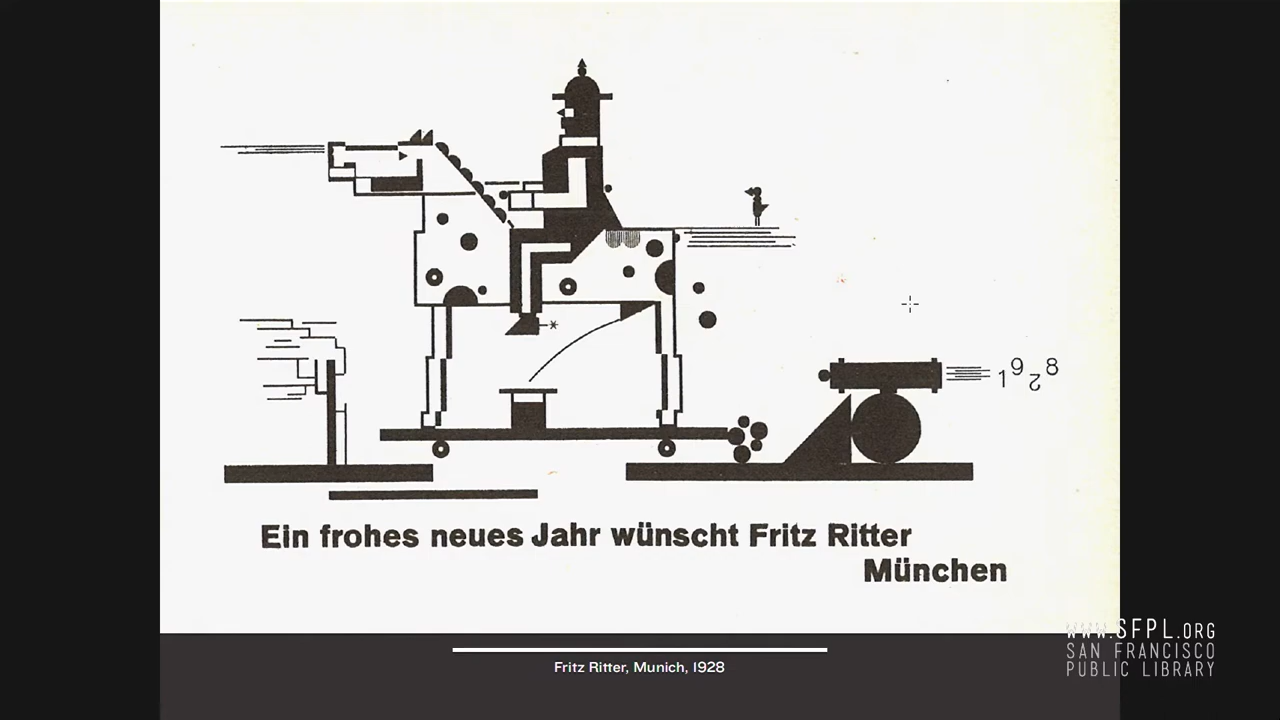 1928
Ein frohes neues Jahr wünscht Fritz Ritter
München
Fritz Ritter, Munich, 1928
www.SFPL.ORG
SAN FRANCISCO
PUBLIC LIBRARY